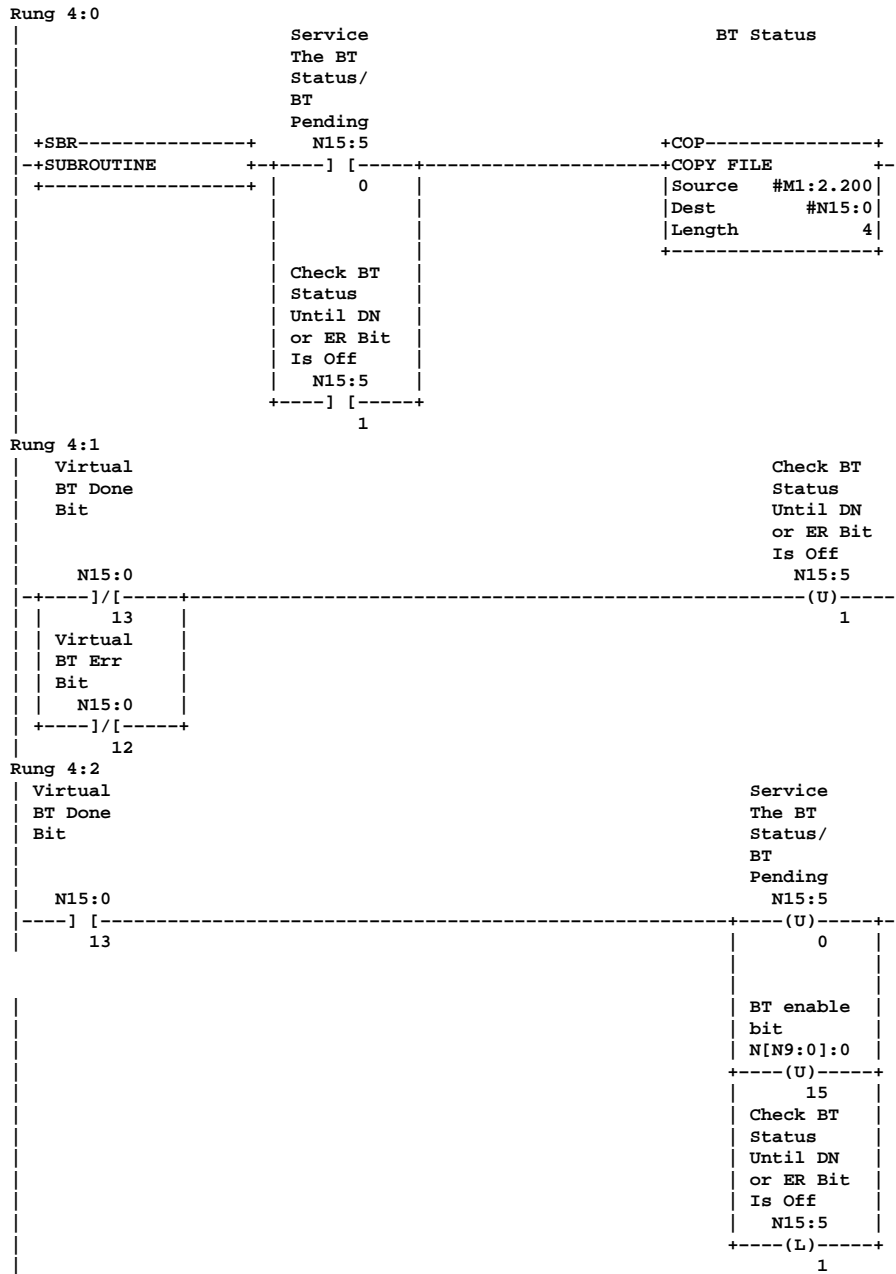 Rung 4:0
Service BT Status
The BT
Status/
BT
Pending
+SBR---------------+ N15:5 +COP---------------+
|-+SUBROUTINE +-+----] [-----+--------------------+COPY FILE +-
+------------------+ | 0 | |Source #M1:2.200|
|Dest #N15:0|
|Length 4|
+------------------+
Check BT
Status
Until DN
or ER Bit
Is Off
N15:5
+----] [-----+
1
Rung 4:1
Virtual Check BT
BT Done Status
Bit Until DN
or ER Bit
Is Off
N15:0 N15:5
|-+----]/[-----+-----(U)-----
13 1
Virtual
BT Err
Bit
N15:0
+----]/[-----+
12
Rung 4:2
Virtual Service
BT Done The BT
Bit Status/
BT
Pending
N15:0 N15:5
|----] [-----+----(U)-----+-
13 0
BT enable
bit
N[N9:0]:0
+----(U)-----+
15
Check BT
Status
Until DN
or ER Bit
Is Off
N15:5
+----(L)-----+
1